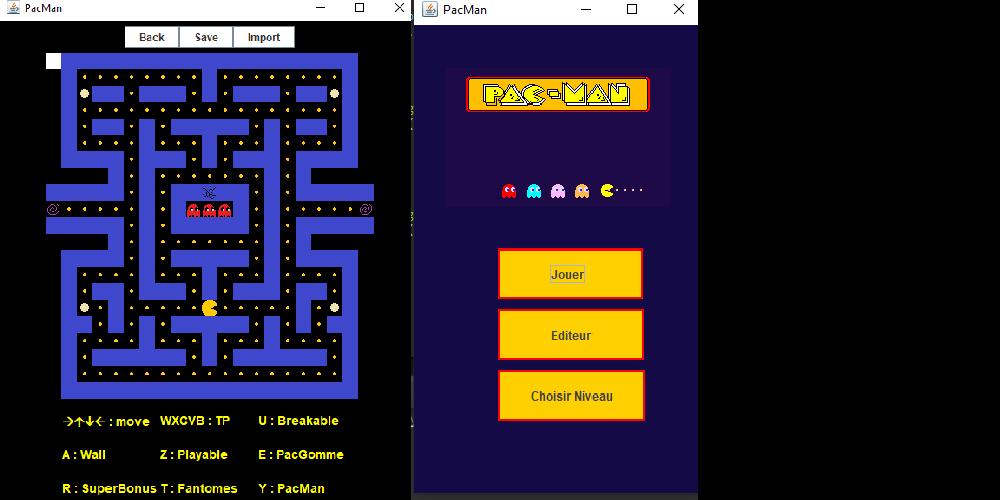 PacMan
Back Save Import
→↑↓← : move WXCVB : TP U : Breakable
A : Wall Z : Playable E : PacGomme
R : SuperBonus T : Fantomes Y : PacMan
PacMan
PAC-MAN
Jouer
Editeur
Choisir Niveau